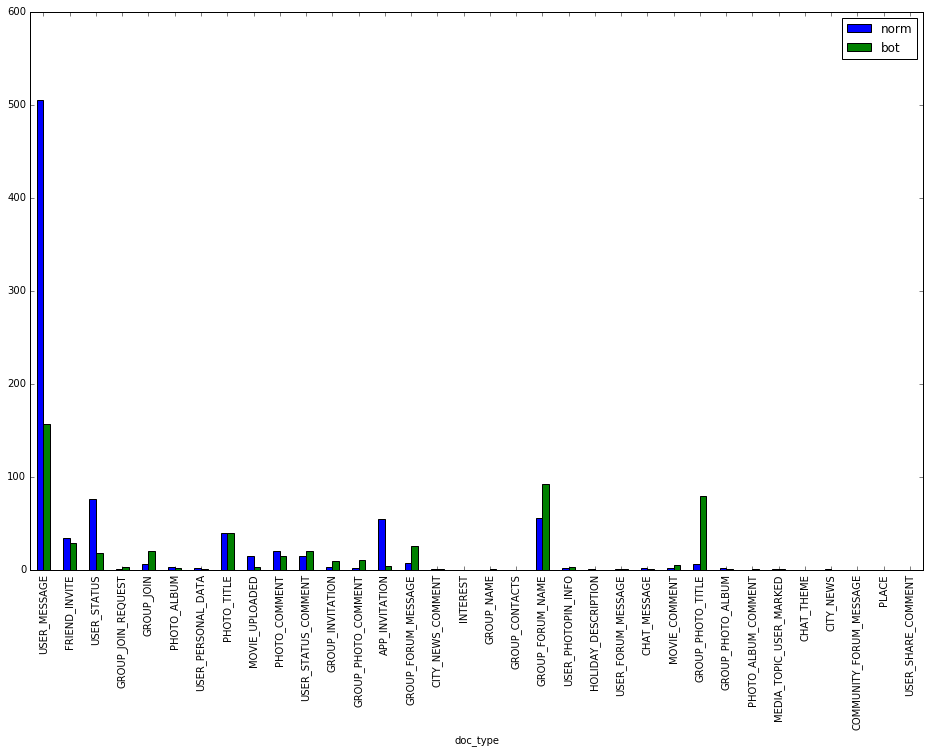 600
500
400
300
200
100
0
norm
bot
USER_MESSAGE
FRIEND_INVITE
USER_STATUS
GROUP_JOIN_REQUEST
GROUP_JOIN
PHOTO_ALBUM
USER_PERSONAL_DATA
PHOTO_TITLE
MOVIE_UPLOADED
PHOTO_COMMENT
USER_STATUS_COMMENT
GROUP_INVITATION
GROUP_PHOTO_COMMENT
APP_INVITATION
GROUP_FORUM_MESSAGE
CITY_NEWS_COMMENT
INTEREST
GROUP_NAME
GROUP_CONTACTS
GROUP_FORUM_NAME
USER_PHOTOPIN_INFO
HOLIDAY_DESCRIPTION
USER_FORUM_MESSAGE
CHAT_MESSAGE
MOVIE_COMMENT
GROUP_PHOTO_TITLE
GROUP_PHOTO_ALBUM
PHOTO_ALBUM_COMMENT
MEDIA_TOPIC_USER_MARKED
CHAT_THEME
CITY_NEWS
COMMUNITY_FORUM_MESSAGE
PLACE
USER_SHARE_COMMENT
doc_type